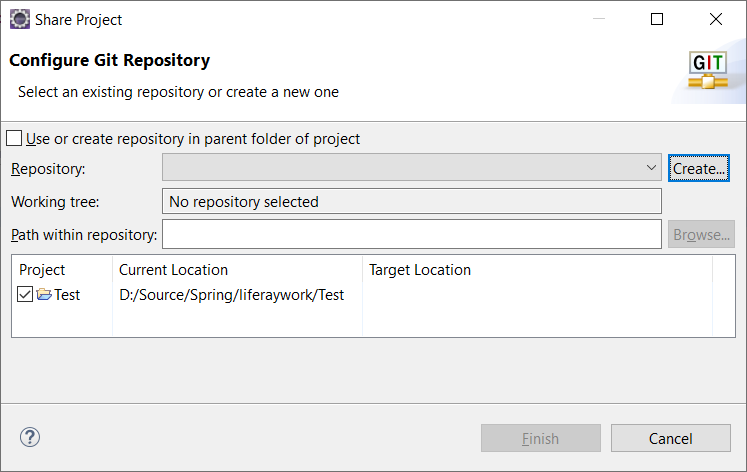 Share Project
Configure Git Repository
Select an existing repository or create a new one
GIT
Use or create repository in parent folder of project
Repository: Create...
Working tree: No repository selected
Path within repository: Browse...
Project Current Location Target Location
Test D:/Source/Spring/liferaywork/Test
? Finish Cancel